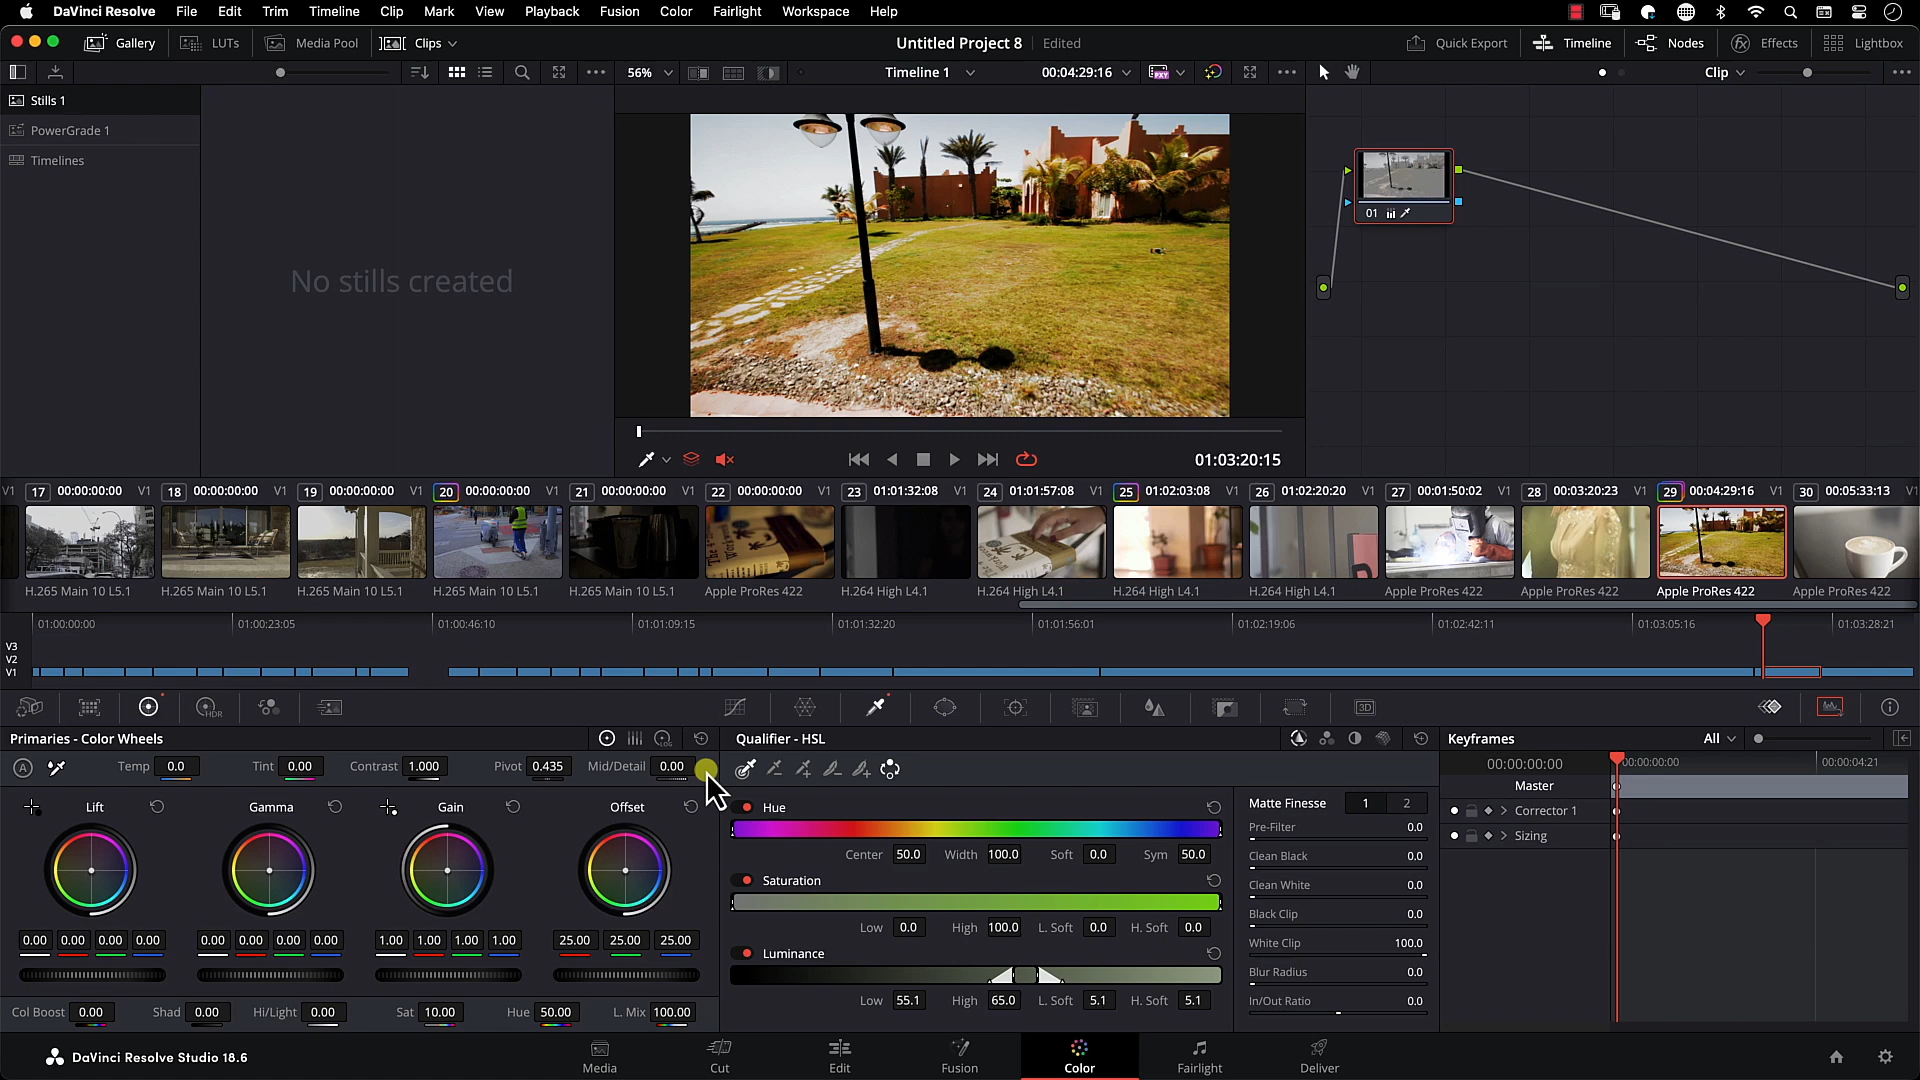 DaVinci Resolve File Edit Trim Timeline Clip Mark View Playback Fusion Color Fairlight Workspace Help
Gallery LUTs Media Pool Clips Untitled Project 8 Edited Quick Export Timeline Nodes Effects Lightbox
56% Timeline 1 00:04:29:16 Clip
Stills 1
PowerGrade 1
Timelines
No stills created
01
01:03:20:15
V1 17 00:00:00:00 V1 18 00:00:00:00 V1 19 00:00:00:00 V1 20 00:00:00:00 V1 21 00:00:00:00 V1 22 00:00:00:00 V1 23 01:01:32:08 V1 24 01:01:57:08 V1 25 01:02:03:08 V1 26 01:02:20:20 V1 27 00:01:50:02 V1 28 00:03:20:23 V1 29 00:04:29:16 V1 30 00:05:33:13 V1
H.265 Main 10 L5.1 H.265 Main 10 L5.1 H.265 Main 10 L5.1 H.265 Main 10 L5.1 H.265 Main 10 L5.1 Apple ProRes 422 H.264 High L4.1 H.264 High L4.1 H.264 High L4.1 H.264 High L4.1 Apple ProRes 422 Apple ProRes 422 Apple ProRes 422 Apple ProRes 422
01:00:00:00 01:00:23:05 01:00:46:10 01:01:09:15 01:01:32:20 01:01:56:01 01:02:19:06 01:02:42:11 01:03:05:16 01:03:28:21
V3
V2
V1
HDR 3D
Primaries - Color Wheels LOG Qualifier - HSL Keyframes All
A Temp 0.0 Tint 0.00 Contrast 1.000 Pivot 0.435 Mid/Detail 0.00
00:00:00:00 00:00:00:00 00:00:04:21
Master
Corrector 1
Sizing
Lift Gamma Gain Offset
0.00 0.00 0.00 0.00 0.00 0.00 0.00 0.00 1.00 1.00 1.00 1.00 25.00 25.00 25.00
Col Boost 0.00 Shad 0.00 Hi/Light 0.00 Sat 10.00 Hue 50.00 L. Mix 100.00
Hue
Center 50.0 Width 100.0 Soft 0.0 Sym 50.0
Saturation
Low 0.0 High 100.0 L. Soft 0.0 H. Soft 0.0
Luminance
Low 55.1 High 65.0 L. Soft 5.1 H. Soft 5.1
Matte Finesse 1 2
Pre-Filter 0.0
Clean Black 0.0
Clean White 0.0
Black Clip 0.0
White Clip 100.0
Blur Radius 0.0
In/Out Ratio 0.0
DaVinci Resolve Studio 18.6 Media Cut Edit Fusion Color Fairlight Deliver